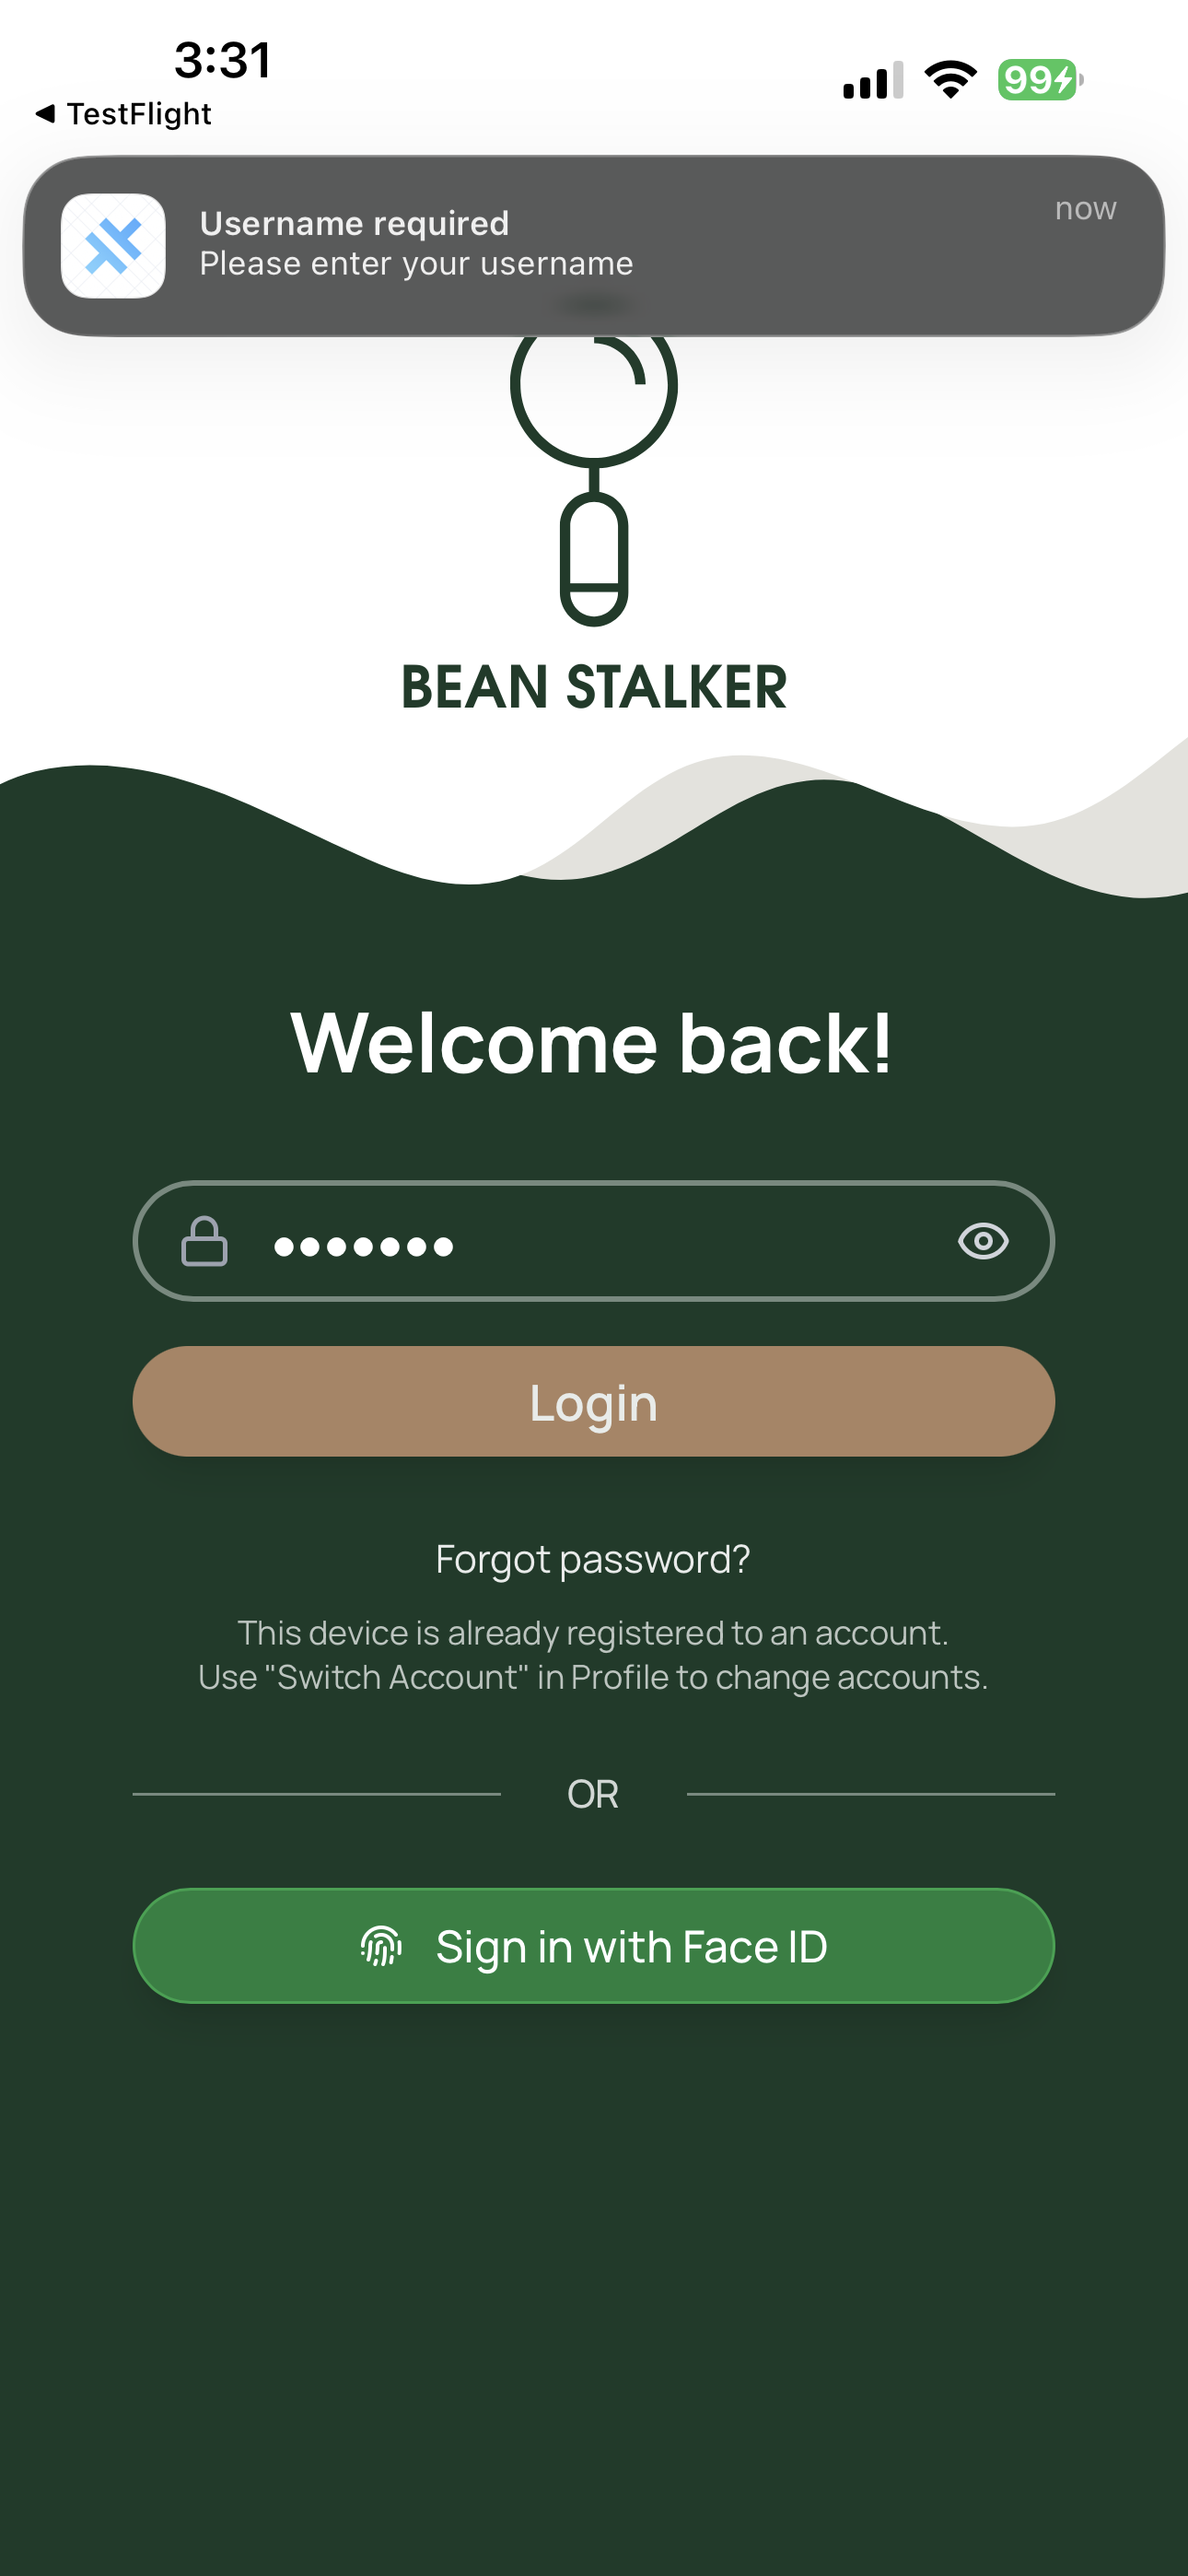 3:31
99
TestFlight
Username required
now
Please enter your username
BEAN STALKER
Welcome back!
•••••••
Login
Forgot password?
This device is already registered to an account.
Use "Switch Account" in Profile to change accounts.
OR
Sign in with Face ID